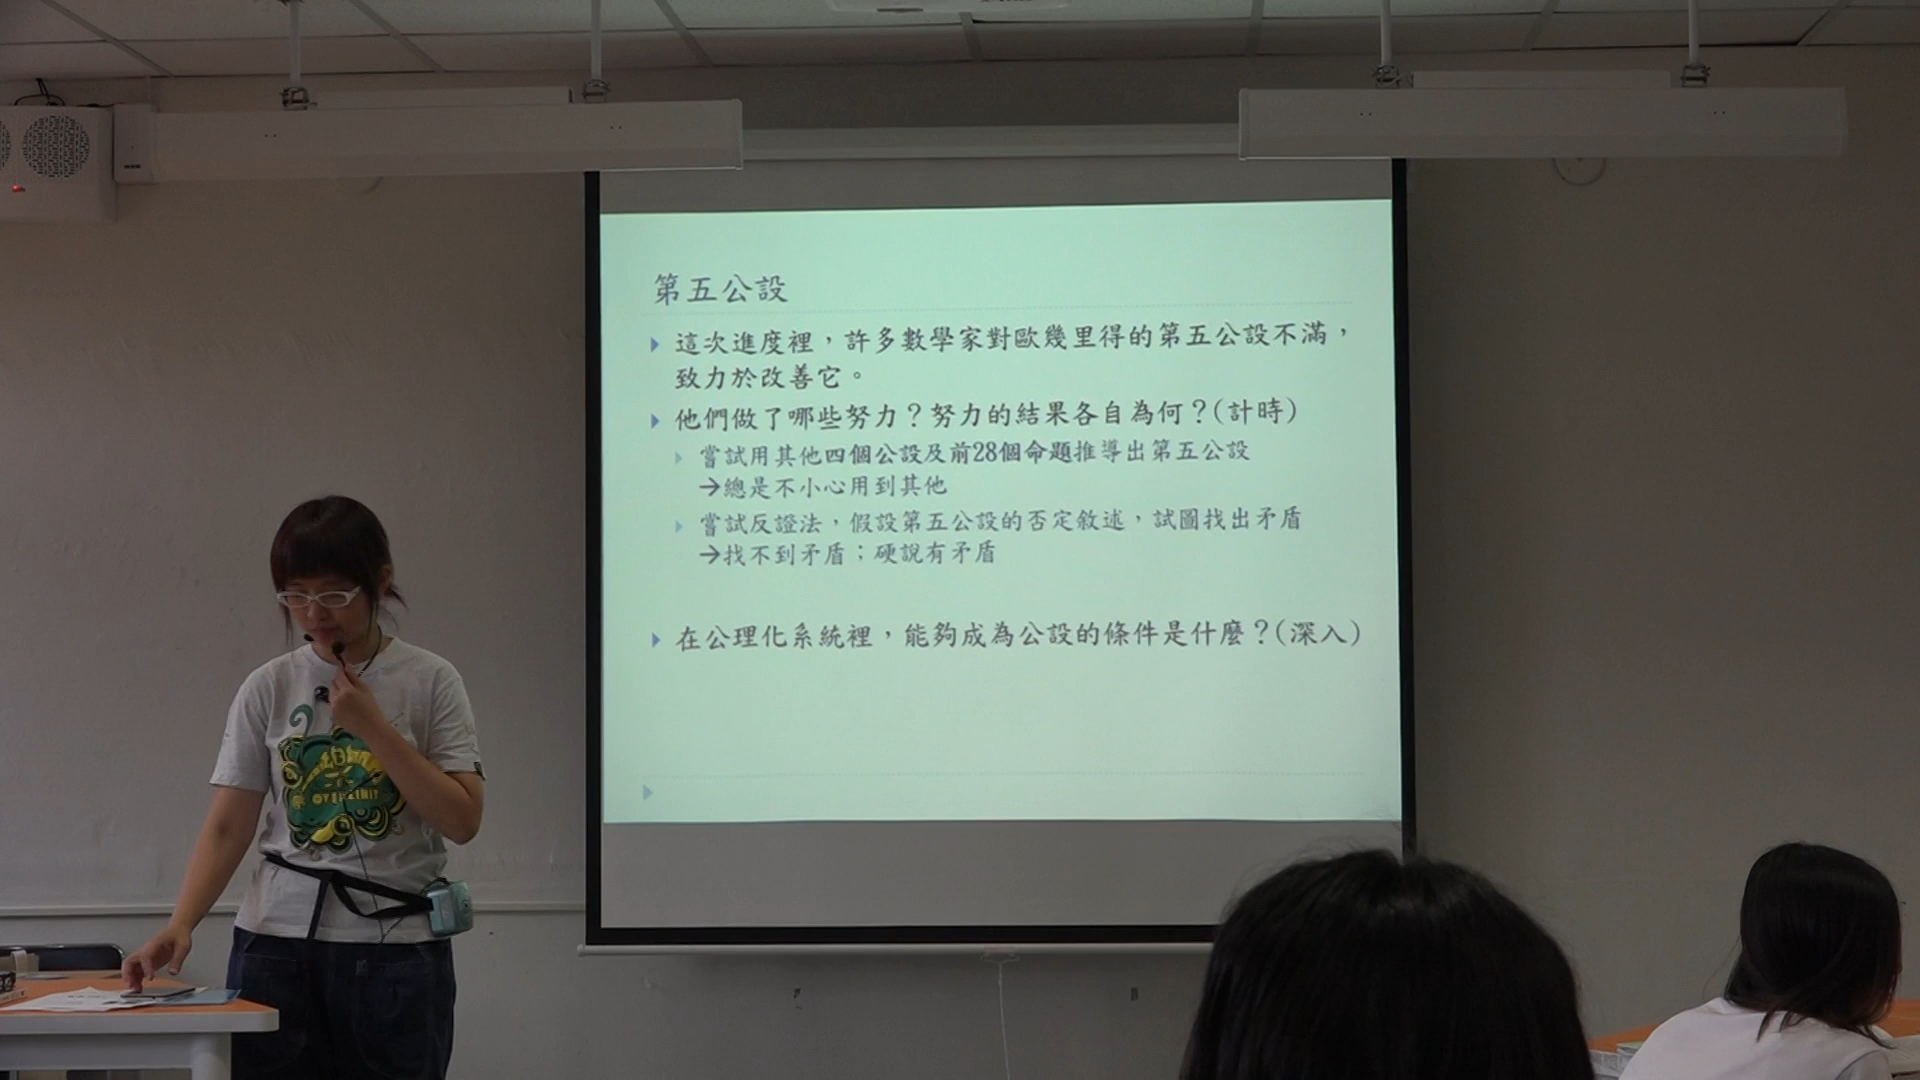 第五公設
這次進度裡，許多數學家對歐幾里得的第五公設不滿，
致力於改善它。
他們做了哪些努力？努力的結果各自為何？(計時)
嘗試用其他四個公設及前28個命題推導出第五公設
→總是不小心用到其他
嘗試反證法，假設第五公設的否定敘述，試圖找出矛盾
→找不到矛盾；硬說有矛盾
在公理化系統裡，能夠成為公設的條件是什麼？(深入)